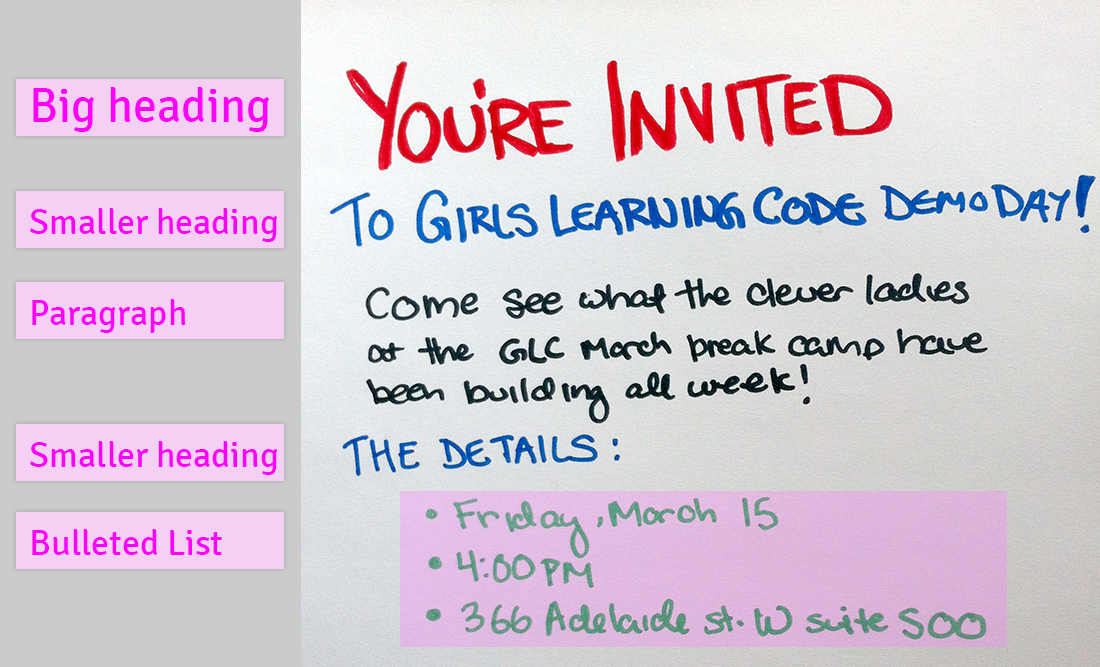 Big heading
YOU'RE INVITED
Smaller heading
TO GIRLS LEARNING CODE DEMO DAY!
Paragraph
Come see what the clever ladies
at the GLC March break camp have
been building all week!
Smaller heading
THE DETAILS:
Bulleted List
• Friday, March 15
• 4:00 PM
• 366 Adelaide st. W suite 500